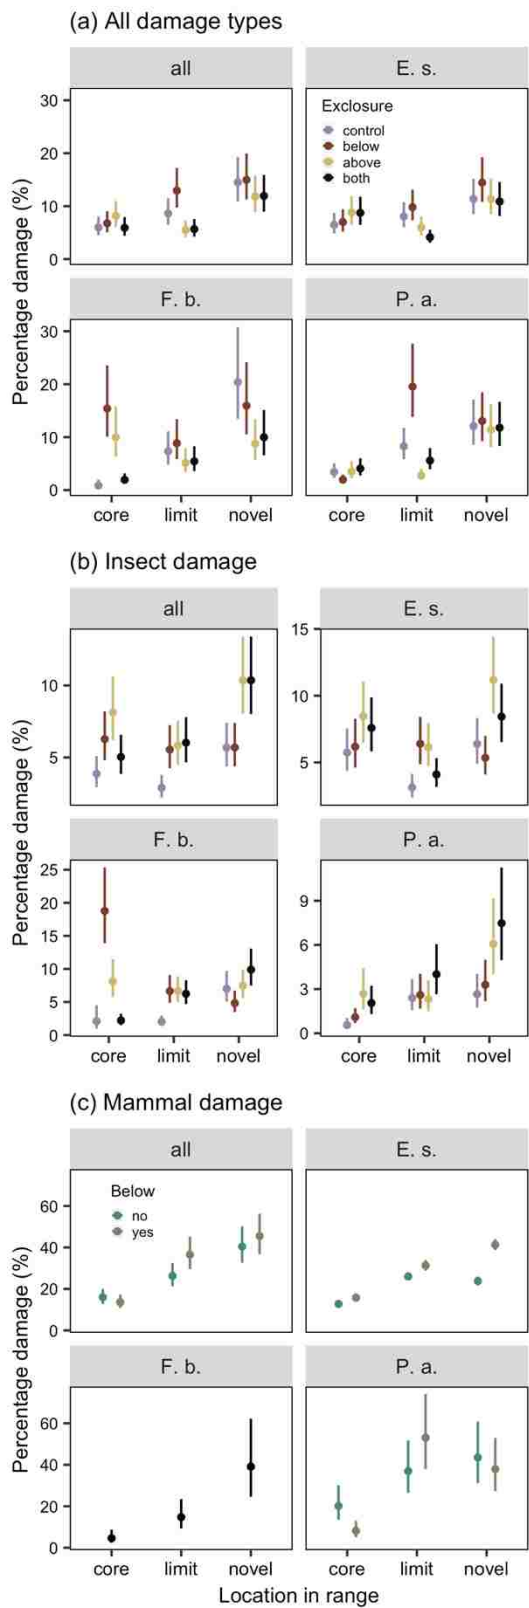 (a) All damage types
all
E. s.
Percentage damage (%)
30
20
10
0
Exclosure
control
below
above
both
F. b.
P. a.
30
20
10
0
core
limit
novel
core
limit
novel
(b) Insect damage
all
E. s.
Percentage damage (%)
10
5
15
10
5
F. b.
P. a.
25
20
15
10
5
0
9
6
3
0
core
limit
novel
core
limit
novel
(c) Mammal damage
all
E. s.
Percentage damage (%)
60
40
20
0
Below
no
yes
F. b.
P. a.
60
40
20
0
core
limit
novel
core
limit
novel
Location in range